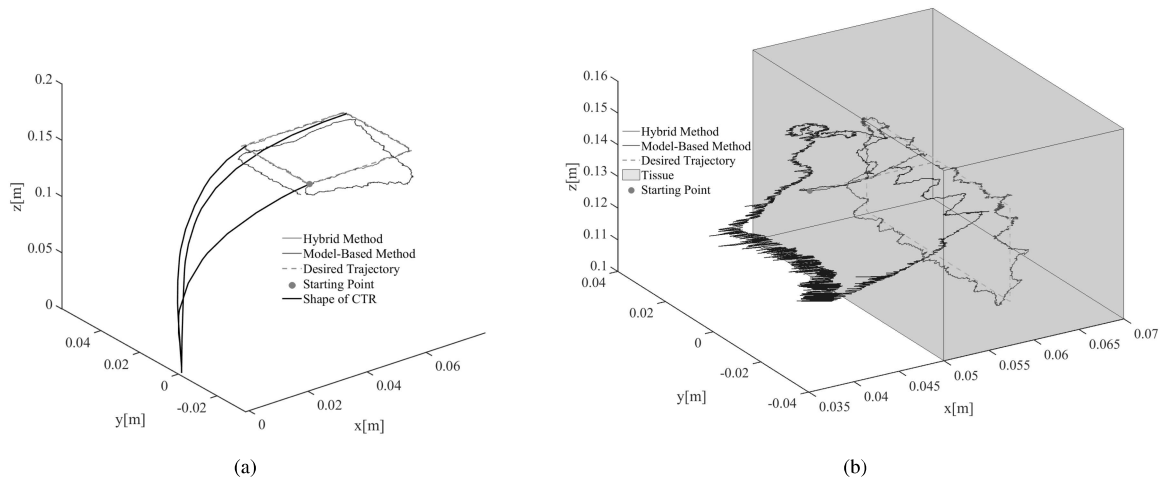 0.2
0.15
0.1
0.05
0
z[m]
0.04
0.02
0
-0.02
y[m]
0
0.02
0.04
0.06
x[m]
Hybrid Method
Model-Based Method
Desired Trajectory
Starting Point
Shape of CTR
(a)
0.16
0.15
0.14
0.13
0.12
0.11
0.1
z[m]
0.04
0.02
0
-0.02
-0.04
y[m]
0.035
0.04
0.045
0.05
0.055
0.06
0.065
0.07
x[m]
Hybrid Method
Model-Based Method
Desired Trajectory
Tissue
Starting Point
(b)